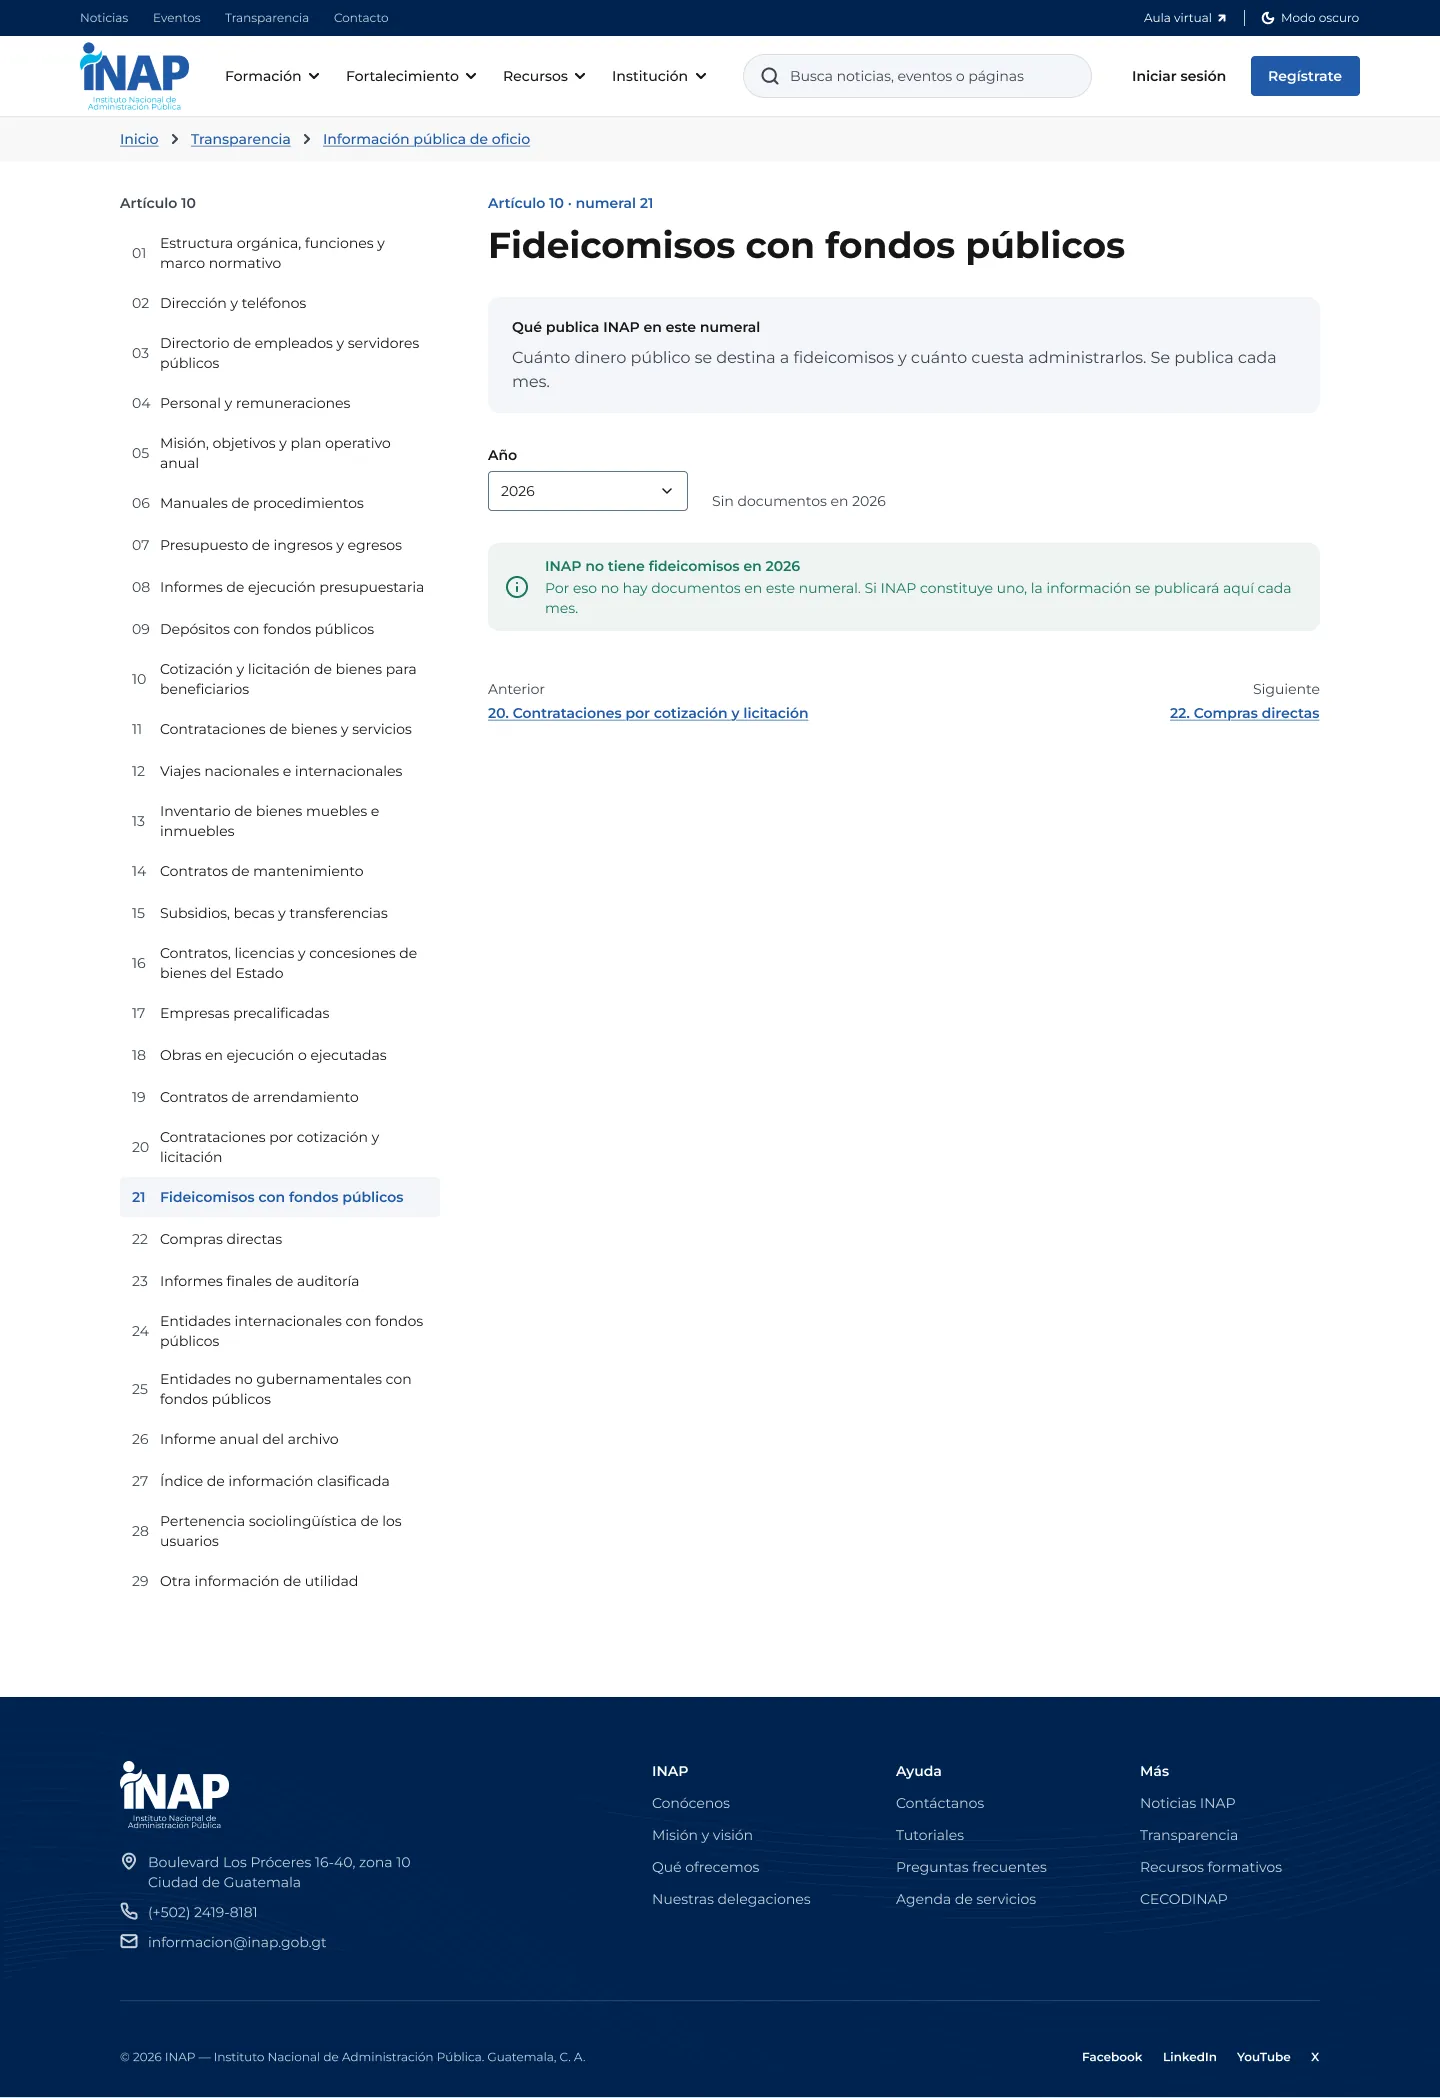 Noticias Eventos Transparencia Contacto
Aula virtual Modo oscuro
iNAP
Instituto Nacional de
Administración Pública
Formación Fortalecimiento Recursos Institución
Busca noticias, eventos o páginas
Iniciar sesión Regístrate
Inicio Transparencia Información pública de oficio
Artículo 10
01 Estructura orgánica, funciones y
marco normativo
02 Dirección y teléfonos
03 Directorio de empleados y servidores
públicos
04 Personal y remuneraciones
05 Misión, objetivos y plan operativo
anual
06 Manuales de procedimientos
07 Presupuesto de ingresos y egresos
08 Informes de ejecución presupuestaria
09 Depósitos con fondos públicos
10 Cotización y licitación de bienes para
beneficiarios
11 Contrataciones de bienes y servicios
12 Viajes nacionales e internacionales
13 Inventario de bienes muebles e
inmuebles
14 Contratos de mantenimiento
15 Subsidios, becas y transferencias
16 Contratos, licencias y concesiones de
bienes del Estado
17 Empresas precalificadas
18 Obras en ejecución o ejecutadas
19 Contratos de arrendamiento
20 Contrataciones por cotización y
licitación
21 Fideicomisos con fondos públicos
22 Compras directas
23 Informes finales de auditoría
24 Entidades internacionales con fondos
públicos
25 Entidades no gubernamentales con
fondos públicos
26 Informe anual del archivo
27 Índice de información clasificada
28 Pertenencia sociolingüística de los
usuarios
29 Otra información de utilidad
Artículo 10 · numeral 21
Fideicomisos con fondos públicos
Qué publica INAP en este numeral
Cuánto dinero público se destina a fideicomisos y cuánto cuesta administrarlos. Se publica cada
mes.
Año
2026
Sin documentos en 2026
INAP no tiene fideicomisos en 2026
Por eso no hay documentos en este numeral. Si INAP constituye uno, la información se publicará aquí cada
mes.
Anterior
20. Contrataciones por cotización y licitación
Siguiente
22. Compras directas
iNAP
Instituto Nacional de
Administración Pública
Boulevard Los Próceres 16-40, zona 10
Ciudad de Guatemala
(+502) 2419-8181
informacion@inap.gob.gt
INAP
Conócenos
Misión y visión
Qué ofrecemos
Nuestras delegaciones
Ayuda
Contáctanos
Tutoriales
Preguntas frecuentes
Agenda de servicios
Más
Noticias INAP
Transparencia
Recursos formativos
CECODINAP
© 2026 INAP — Instituto Nacional de Administración Pública. Guatemala, C. A.
Facebook LinkedIn YouTube X